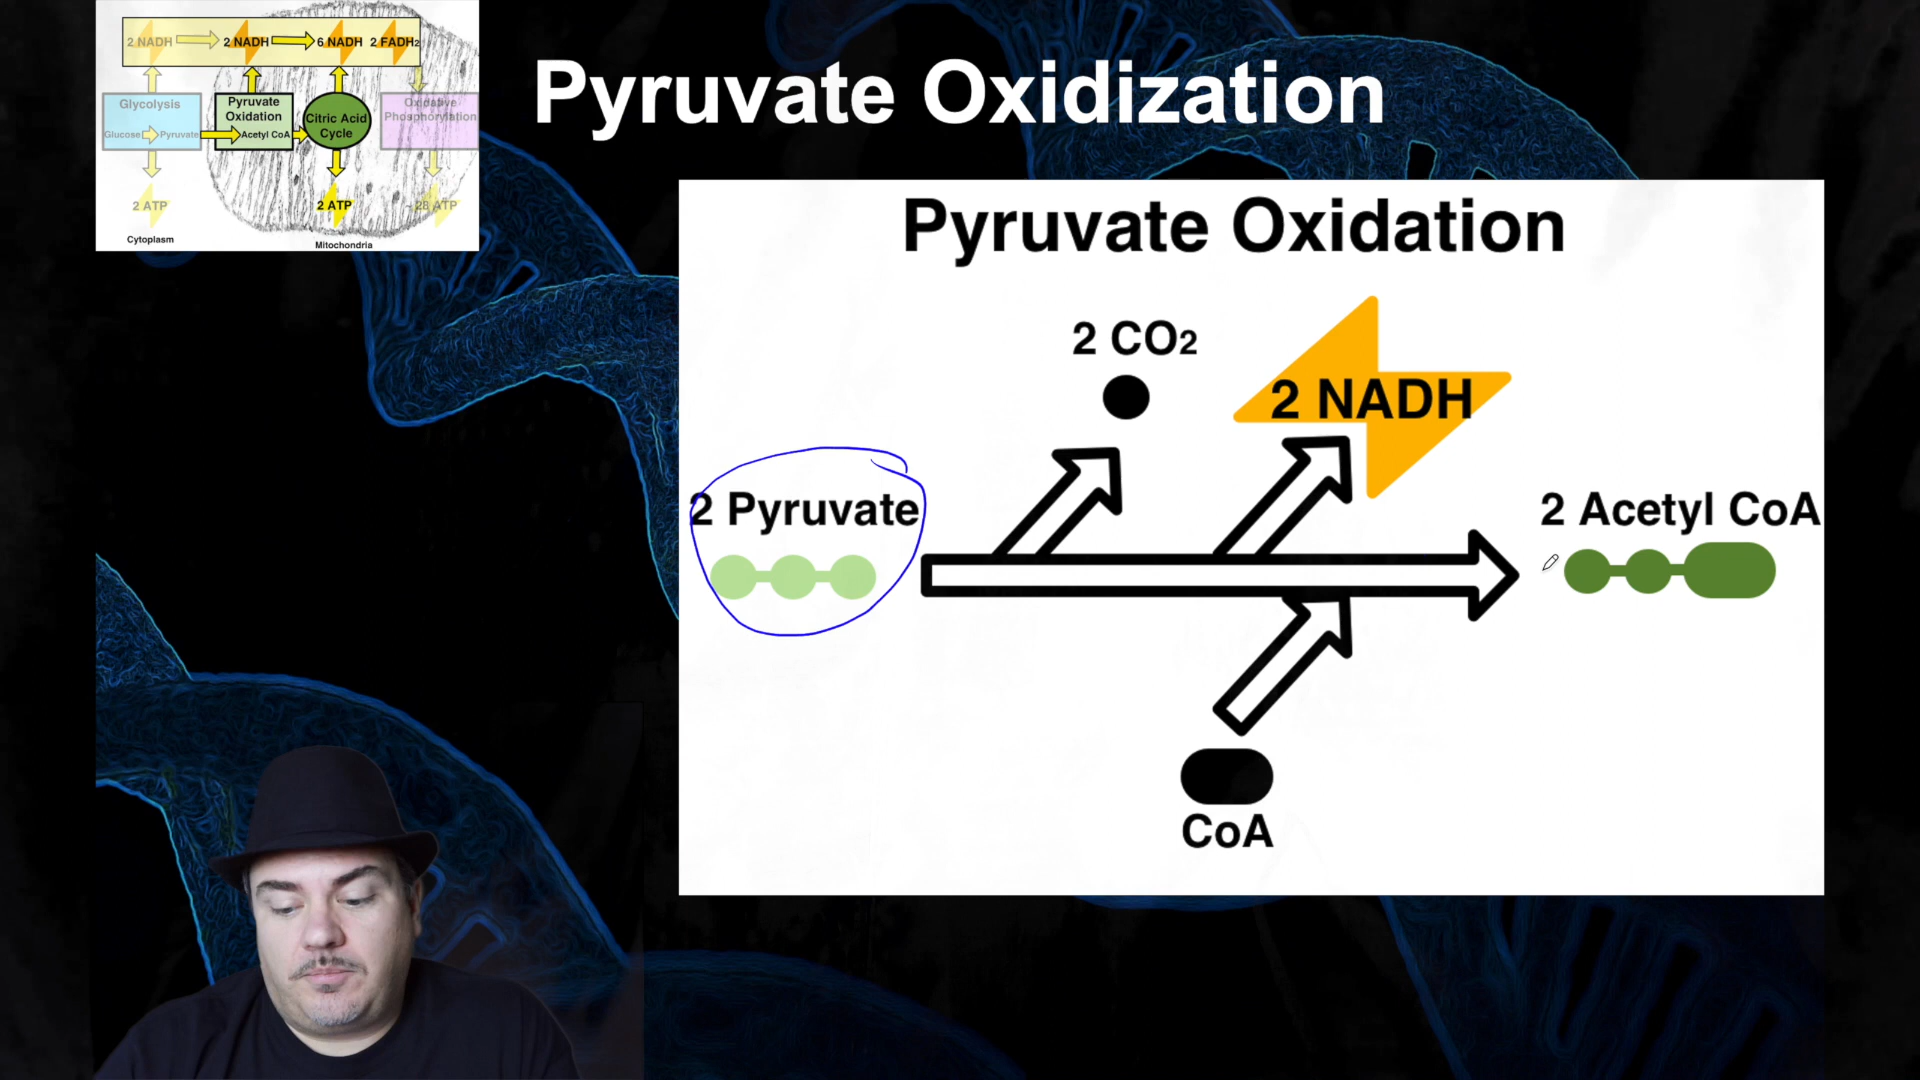 2 NADH 2 NADH 6 NADH 2 FADH2
Glycolysis
Glucose Pyruvate
Pyruvate
Oxidation
Acetyl CoA
Citric Acid
Cycle
Oxidative
Phosphorylation
2 ATP
2 ATP
~ 28 ATP
Cytoplasm
Mitochondria
Pyruvate Oxidization
Pyruvate Oxidation
2 CO2
2 NADH
2 Pyruvate
2 Acetyl CoA
CoA